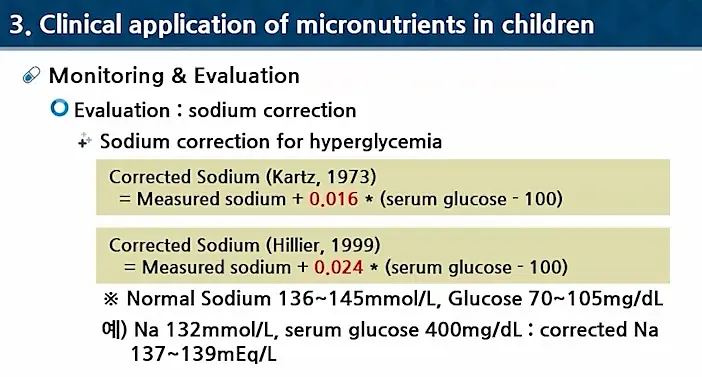 3. Clinical application of micronutrients in children
Monitoring & Evaluation
Evaluation : sodium correction
Sodium correction for hyperglycemia
Corrected Sodium (Kartz, 1973)
= Measured sodium + 0.016 * (serum glucose - 100)
Corrected Sodium (Hillier, 1999)
= Measured sodium + 0.024 * (serum glucose - 100)
※ Normal Sodium 136~145mmol/L, Glucose 70~105mg/dL
예) Na 132mmol/L, serum glucose 400mg/dL : corrected Na
137~139mEq/L